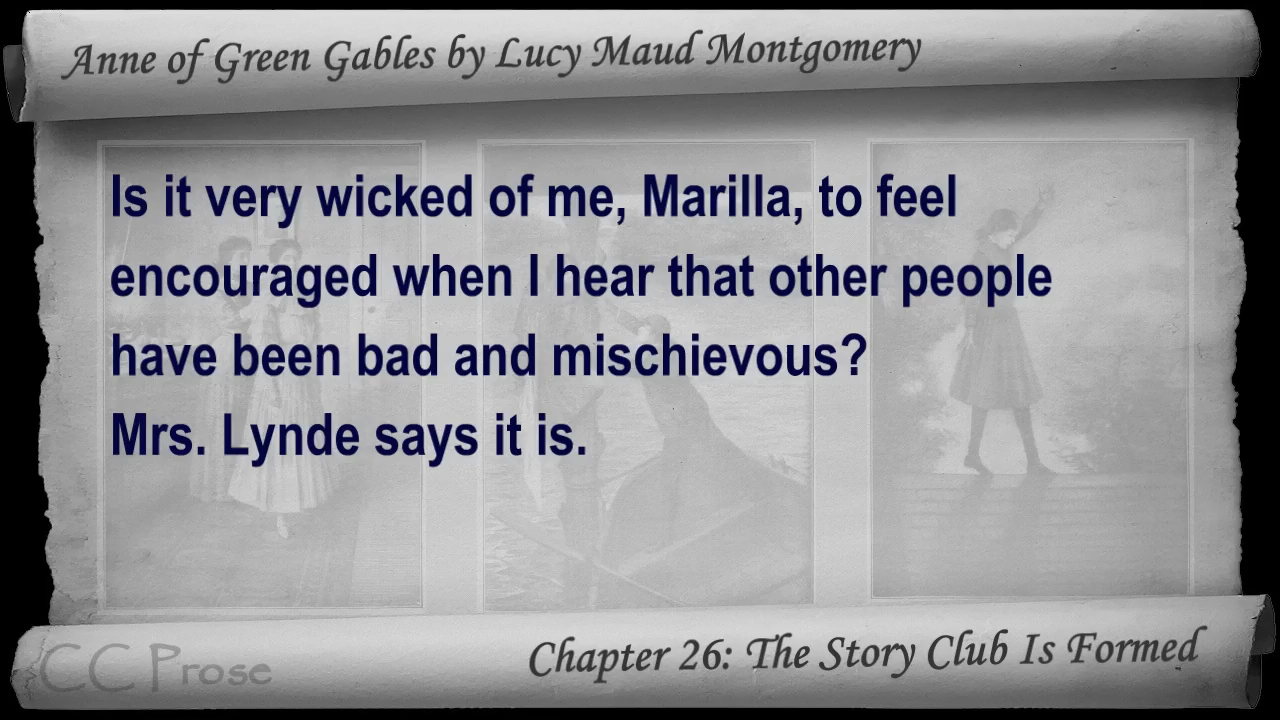 Anne of Green Gables by Lucy Maud Montgomery
Is it very wicked of me, Marilla, to feel
encouraged when I hear that other people
have been bad and mischievous?
Mrs. Lynde says it is.
CC Prose
Chapter 26: The Story Club Is Formed